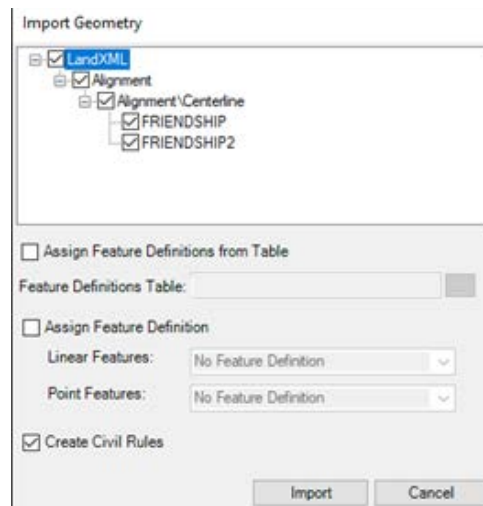 Import Geometry
LandXML
Alignment
Alignment\Centerline
FRIENDSHIP
FRIENDSHIP2
Assign Feature Definitions from Table
Feature Definitions Table:
Assign Feature Definition
Linear Features: No Feature Definition
Point Features: No Feature Definition
Create Civil Rules
Import Cancel